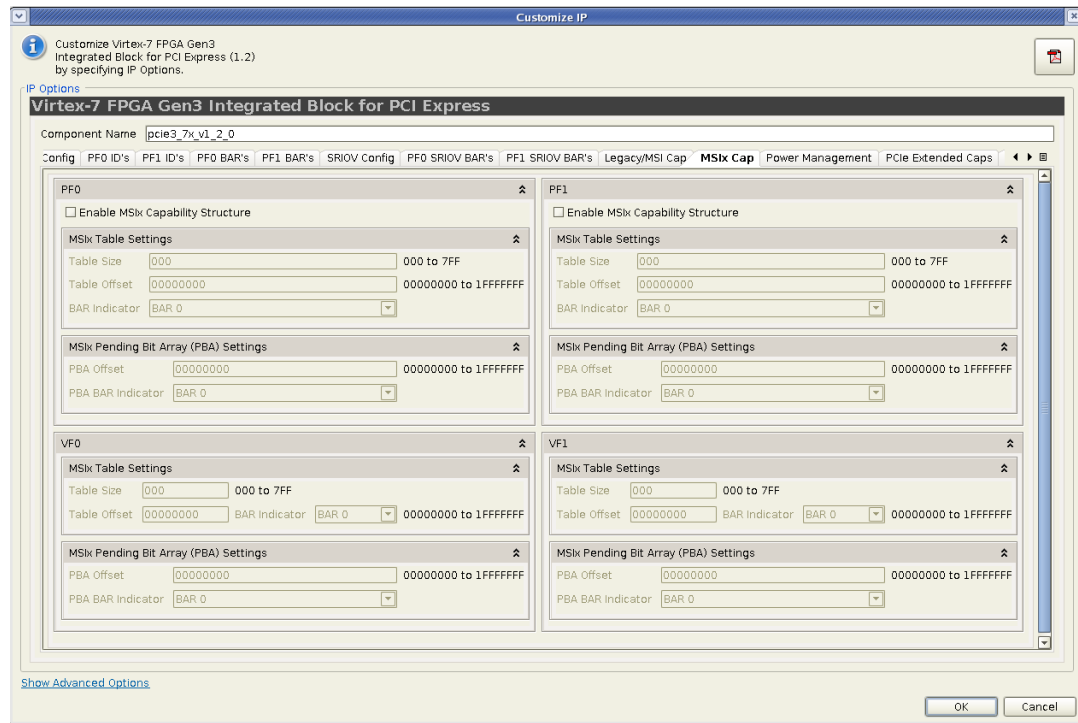 Customize IP
Customize Virtex-7 FPGA Gen3
Integrated Block for PCI Express (1.2)
by specifying IP Options.
IP Options
Virtex-7 FPGA Gen3 Integrated Block for PCI Express
Component Name pcie3_7x_v1_2_0
Config PF0 ID's PF1 ID's PF0 BAR's PF1 BAR's SRIOV Config PF0 SRIOV BAR's PF1 SRIOV BAR's Legacy/MSI Cap MSIx Cap Power Management PCIe Extended Caps
PF0
Enable MSIx Capability Structure
MSIx Table Settings
Table Size 000 000 to 7FF
Table Offset 00000000 00000000 to 1FFFFFFF
BAR Indicator BAR 0
MSIx Pending Bit Array (PBA) Settings
PBA Offset 00000000 00000000 to 1FFFFFFF
PBA BAR Indicator BAR 0
PF1
Enable MSIx Capability Structure
MSIx Table Settings
Table Size 000 000 to 7FF
Table Offset 00000000 00000000 to 1FFFFFFF
BAR Indicator BAR 0
MSIx Pending Bit Array (PBA) Settings
PBA Offset 00000000 00000000 to 1FFFFFFF
PBA BAR Indicator BAR 0
VF0
MSIx Table Settings
Table Size 000 000 to 7FF
Table Offset 00000000 BAR Indicator BAR 0 00000000 to 1FFFFFFF
MSIx Pending Bit Array (PBA) Settings
PBA Offset 00000000 00000000 to 1FFFFFFF
PBA BAR Indicator BAR 0
VF1
MSIx Table Settings
Table Size 000 000 to 7FF
Table Offset 00000000 BAR Indicator BAR 0 00000000 to 1FFFFFFF
MSIx Pending Bit Array (PBA) Settings
PBA Offset 00000000 00000000 to 1FFFFFFF
PBA BAR Indicator BAR 0
Show Advanced Options
OK Cancel